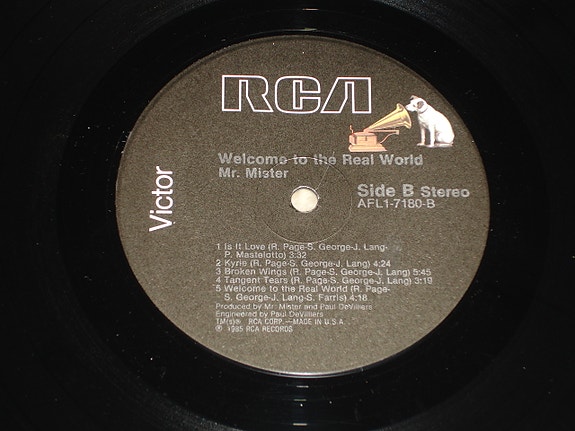 RCA
Victor
Welcome to the Real World
Mr. Mister
Side B Stereo
AFL1-7180-B
1 Is It Love (R. Page-S. George-J. Lang-
P. Mastelotto) 3:32
2 Kyrie (R. Page-S. George-J. Lang) 4:24
3 Broken Wings (R. Page-S. George-J. Lang) 5:45
4 Tangent Tears (R. Page-S. George-J. Lang) 3:19
5 Welcome to the Real World (R. Page-
S. George-J. Lang-S. Farris) 4:18
Produced by Mr. Mister and Paul DeVilliers
Engineered by Paul DeVilliers
TM(s)® RCA CORP.—MADE IN U.S.A.
℗ 1985 RCA RECORDS